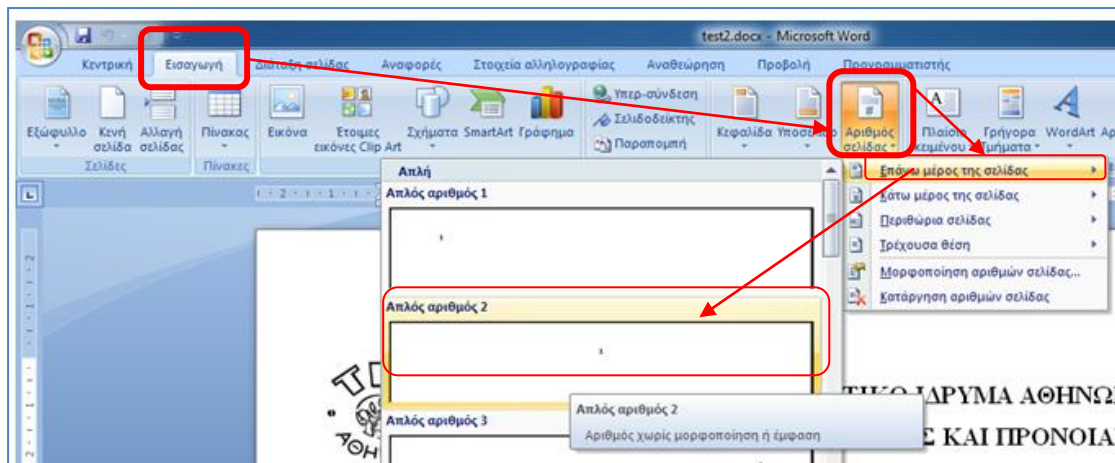 test2.docx - Microsoft Word
Κεντρική Εισαγωγή Διάταξη σελίδας Αναφορές Στοιχεία αλληλογραφίας Αναθεώρηση Προβολή Προγραμματιστής
Εξώφυλλο Κενή σελίδα Αλλαγή σελίδας Πίνακας Εικόνα Έτοιμες εικόνες Clip Art Σχήματα SmartArt Γράφημα
Υπερ-σύνδεση
Σελιδοδείκτης
Παραπομπή
Κεφαλίδα Υποσέλιδο Αριθμός σελίδας Πλαίσιο κειμένου Γρήγορα Τμήματα WordArt Αρ
Σελίδες Πίνακες
Απλή
Απλός αριθμός 1
Απλός αριθμός 2
Απλός αριθμός 3
Απλός αριθμός 2
Αριθμός χωρίς μορφοποίηση ή έμφαση
Επάνω μέρος της σελίδας
Κάτω μέρος της σελίδας
Περιθώρια σελίδας
Τρέχουσα θέση
Μορφοποίηση αριθμών σελίδας...
Κατάργηση αριθμών σελίδας
ΤΙΚΟ ΙΔΡΥΜΑ ΑΘΗΝΩ
Σ ΚΑΙ ΠΡΟΝΟΙΑ